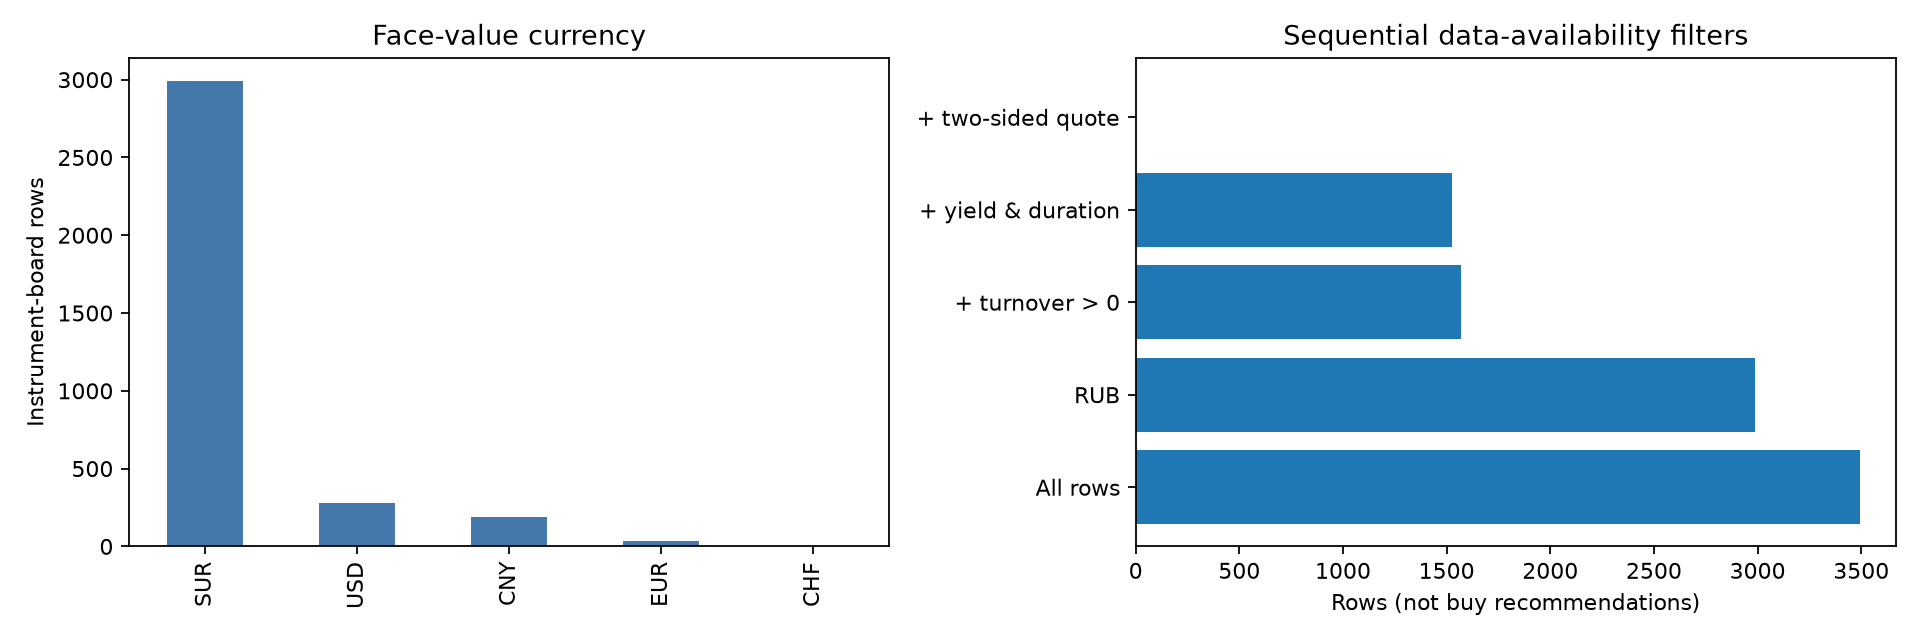 Face-value currency
Instrument-board rows
3000
2500
2000
1500
1000
500
0
SUR
USD
CNY
EUR
CHF
Sequential data-availability filters
+ two-sided quote
+ yield & duration
+ turnover > 0
RUB
All rows
0 500 1000 1500 2000 2500 3000 3500
Rows (not buy recommendations)